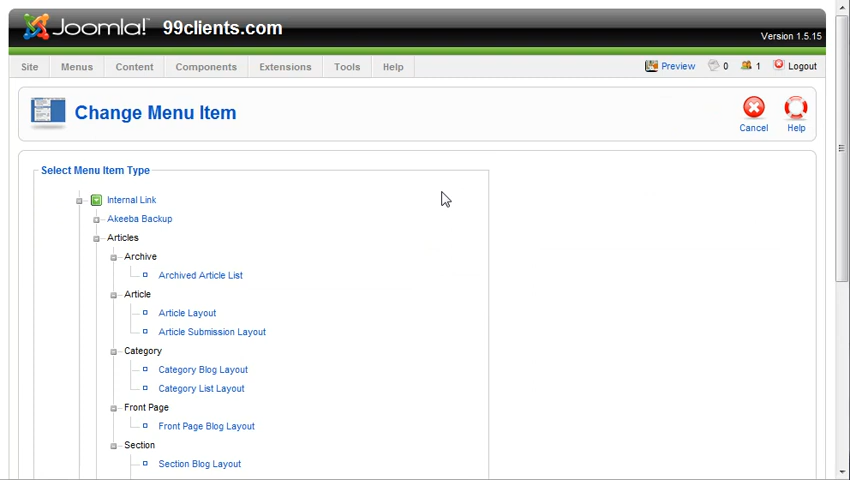 Joomla! 99clients.com
Version 1.5.15
Site Menus Content Components Extensions Tools Help Preview 0 1 Logout
Change Menu Item
Cancel Help
Select Menu Item Type
Internal Link
Akeeba Backup
Articles
Archive
Archived Article List
Article
Article Layout
Article Submission Layout
Category
Category Blog Layout
Category List Layout
Front Page
Front Page Blog Layout
Section
Section Blog Layout